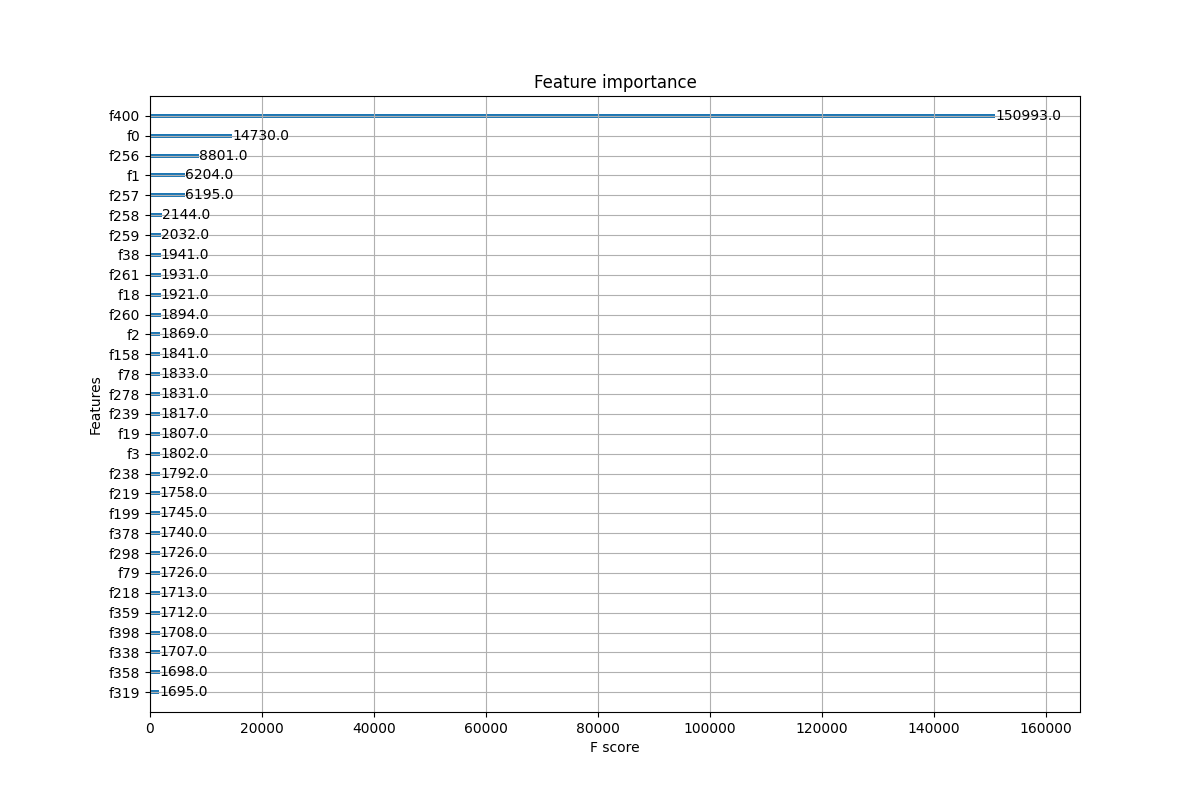 Feature importance
f400 150993.0
f0 14730.0
f256 8801.0
f1 6204.0
f257 6195.0
f258 2144.0
f259 2032.0
f38 1941.0
f261 1931.0
f18 1921.0
f260 1894.0
f2 1869.0
f158 1841.0
f78 1833.0
f278 1831.0
f239 1817.0
f19 1807.0
f3 1802.0
f238 1792.0
f219 1758.0
f199 1745.0
f378 1740.0
f298 1726.0
f79 1726.0
f218 1713.0
f359 1712.0
f398 1708.0
f338 1707.0
f358 1698.0
f319 1695.0
Features
0 20000 40000 60000 80000 100000 120000 140000 160000
F score